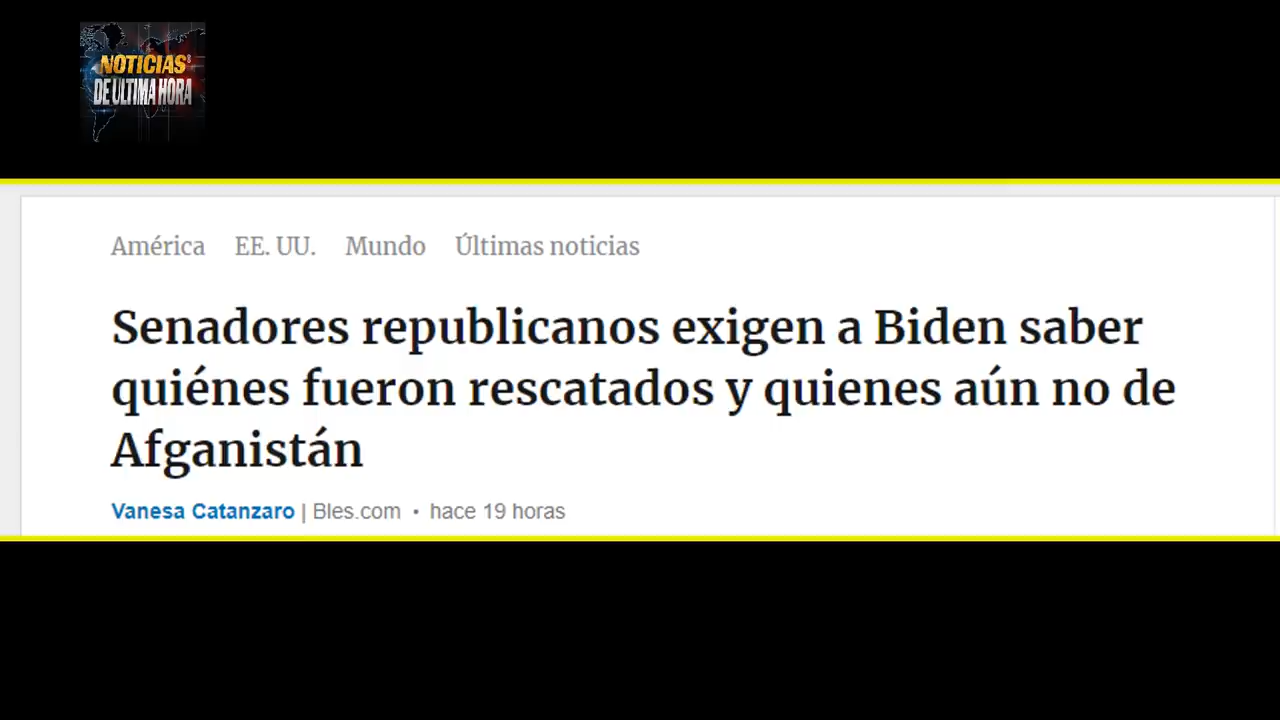 NOTICIAS
DE ULTIMA HORA
América EE. UU. Mundo Últimas noticias
Senadores republicanos exigen a Biden saber
quiénes fueron rescatados y quienes aún no de
Afganistán
Vanesa Catanzaro | Bles.com • hace 19 horas